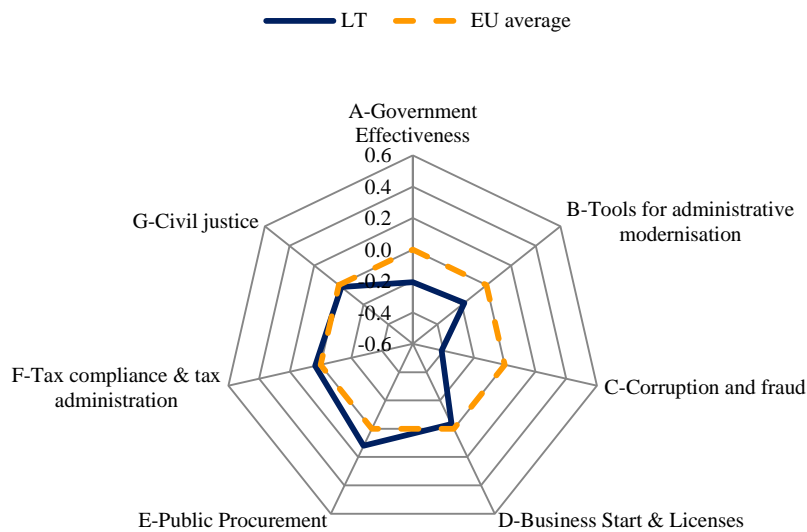 LT
EU average
A-Government
Effectiveness
0.6
0.4
0.2
0.0
-0.2
-0.4
-0.6
B-Tools for administrative
modernisation
G-Civil justice
C-Corruption and fraud
F-Tax compliance & tax
administration
E-Public Procurement
D-Business Start & Licenses